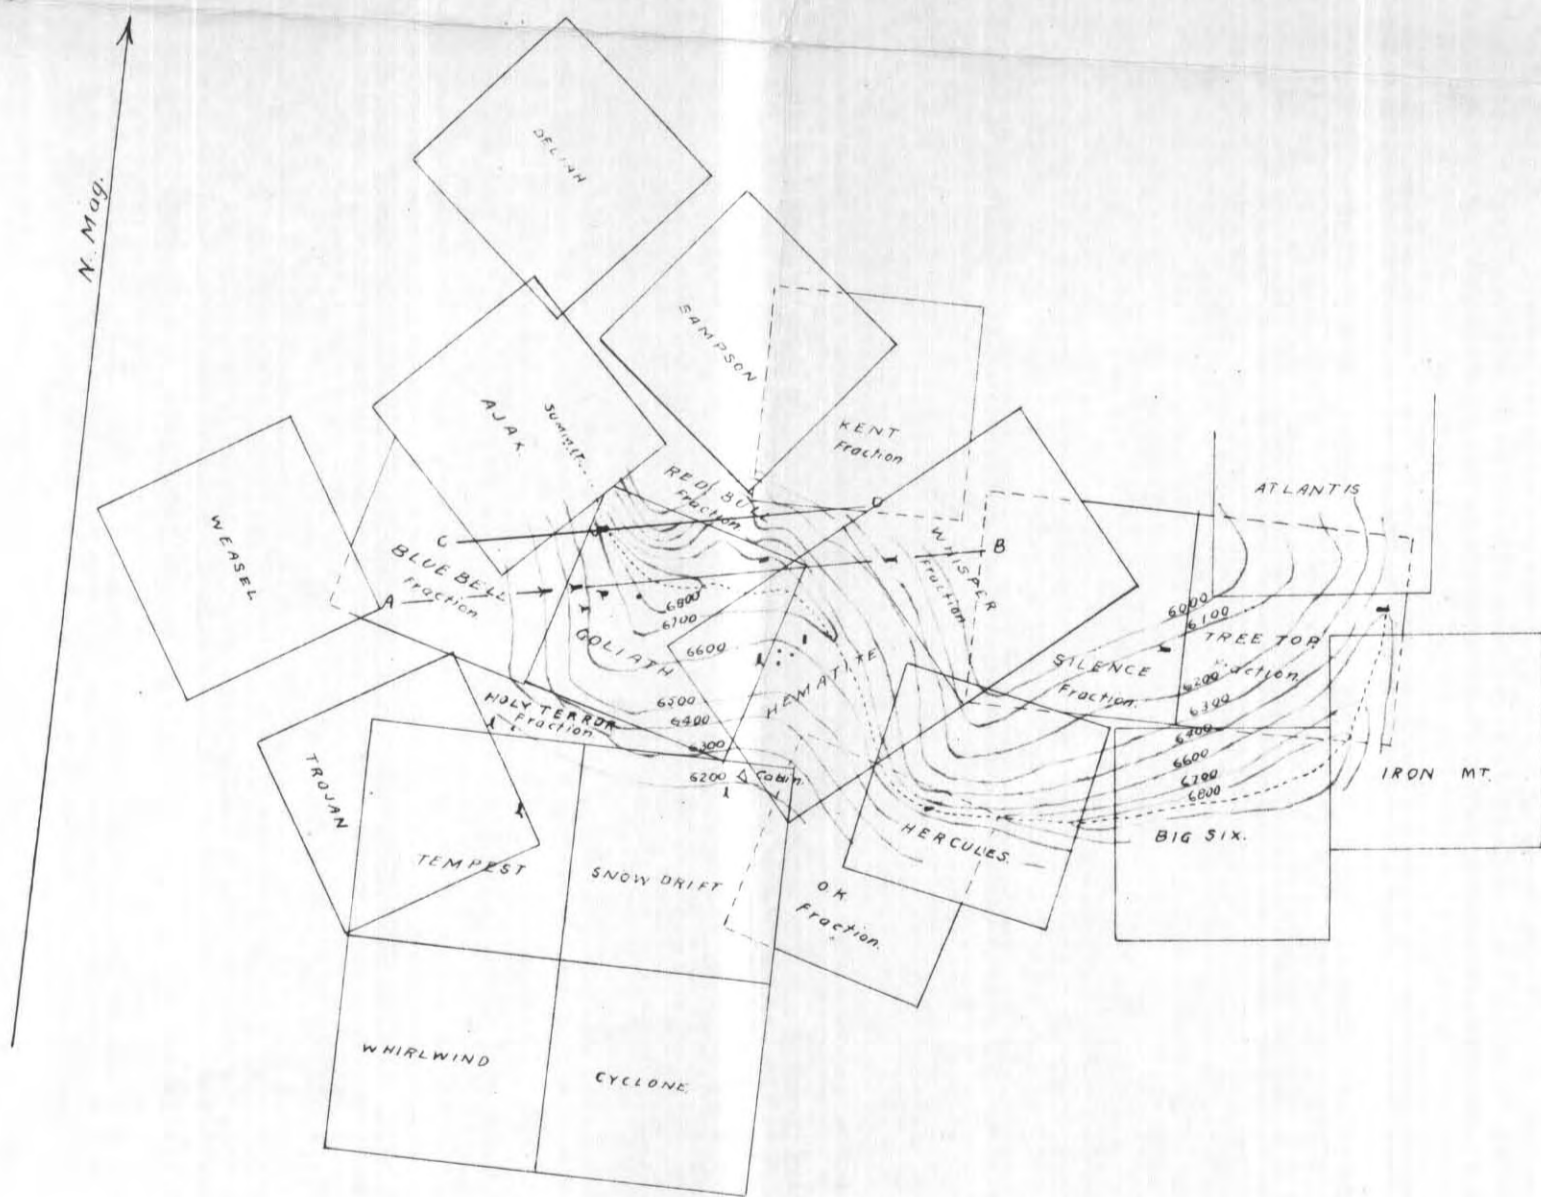 N. Mag.
DELIAH
SAMPSON
AJAK
Summit.
KENT
Fraction
RED BULL
Fraction
ATLANTIS
WEASEL
C
D
BLUE BELL
Fraction
A
B
WHISPER
Fraction
6800
6700
6600
6500
6400
6300
6200
GOLIATH
HEMATITE
HOLY TERROR
Fraction
Cabin
6000
6100
6200
6300
6400
6600
6700
6800
SILENCE
Fraction.
TREE TOP
Fraction.
IRON MT.
TROJAN
TEMPEST
SNOW DRIFT
HERCULES.
BIG SIX.
O.K
Fraction.
WHIRLWIND
CYCLONE.